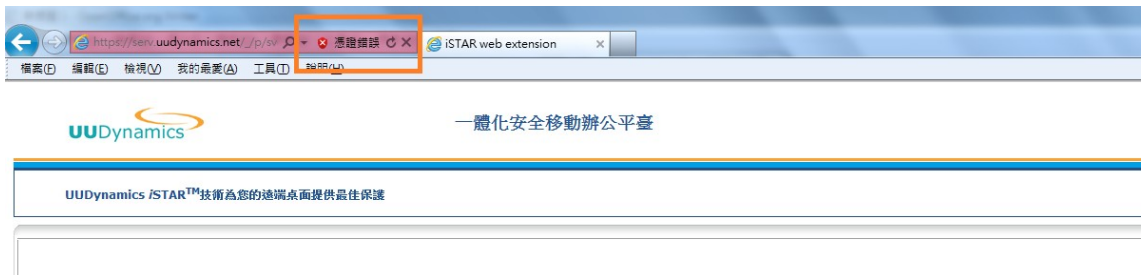 https://serv.uudynamics.net/_/p/sv 憑證錯誤 iSTAR web extension
檔案(F) 編輯(E) 檢視(V) 我的最愛(A) 工具(T) 說明(H)
UUDynamics 一體化安全移動辦公平臺
UUDynamics iSTAR™技術為您的遠端桌面提供最佳保護